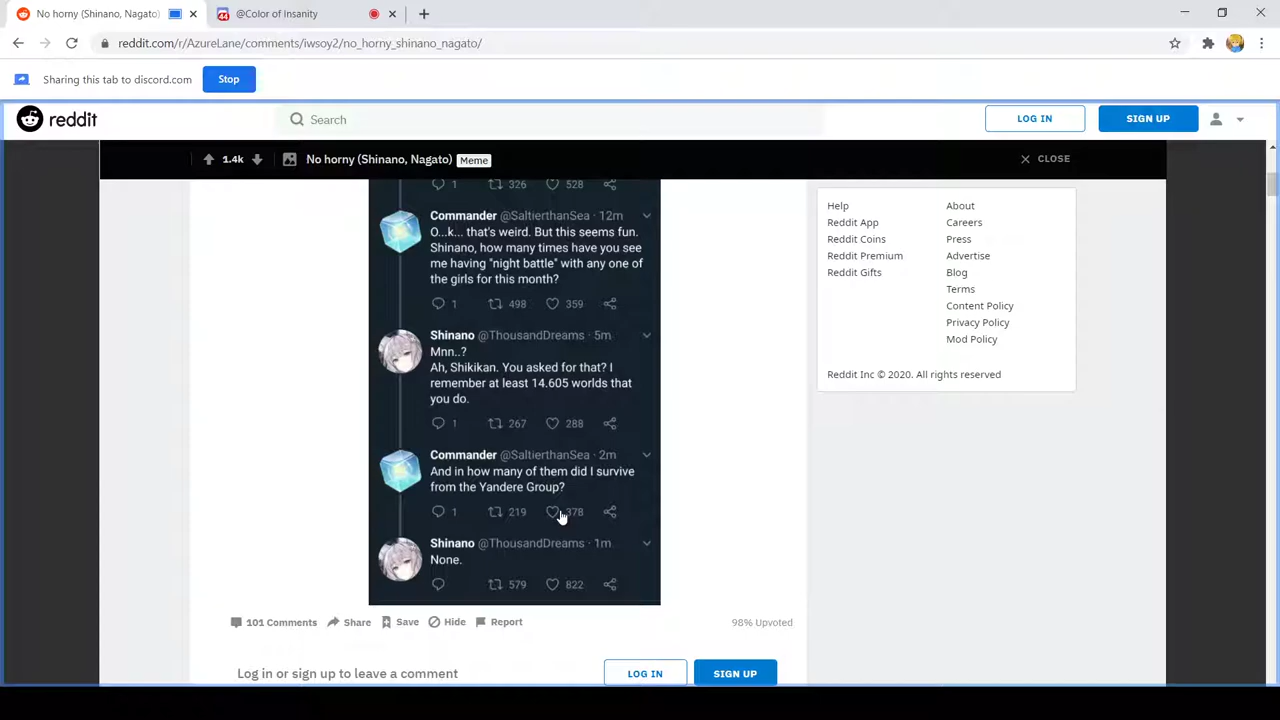 No horny (Shinano, Nagato)
@Color of Insanity
reddit.com/r/AzureLane/comments/iwsoy2/no_horny_shinano_nagato/
Sharing this tab to discord.com Stop
reddit Search LOG IN SIGN UP
1.4k No horny (Shinano, Nagato) Meme CLOSE
1 326 528
Commander @SaltierthanSea · 12m
O...k... that's weird. But this seems fun.
Shinano, how many times have you see
me having "night battle" with any one of
the girls for this month?
1 498 359
Shinano @ThousandDreams · 5m
Mnn..?
Ah, Shikikan. You asked for that? I
remember at least 14.605 worlds that
you do.
1 267 288
Commander @SaltierthanSea · 2m
And in how many of them did I survive
from the Yandere Group?
1 219 378
Shinano @ThousandDreams · 1m
None.
579 822
101 Comments Share Save Hide Report 98% Upvoted
Log in or sign up to leave a comment LOG IN SIGN UP
Help About
Reddit App Careers
Reddit Coins Press
Reddit Premium Advertise
Reddit Gifts Blog
Terms
Content Policy
Privacy Policy
Mod Policy
Reddit Inc © 2020. All rights reserved